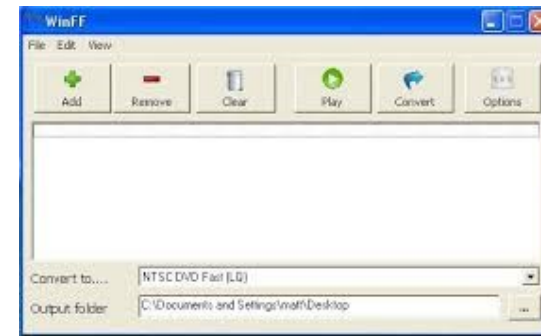 WinFF
File Edit View
Add Remove Clear Play Convert Options
Convert to.... NTSC DVD Fast (LQ)
Output folder C:\Documents and Settings\matt\Desktop ...